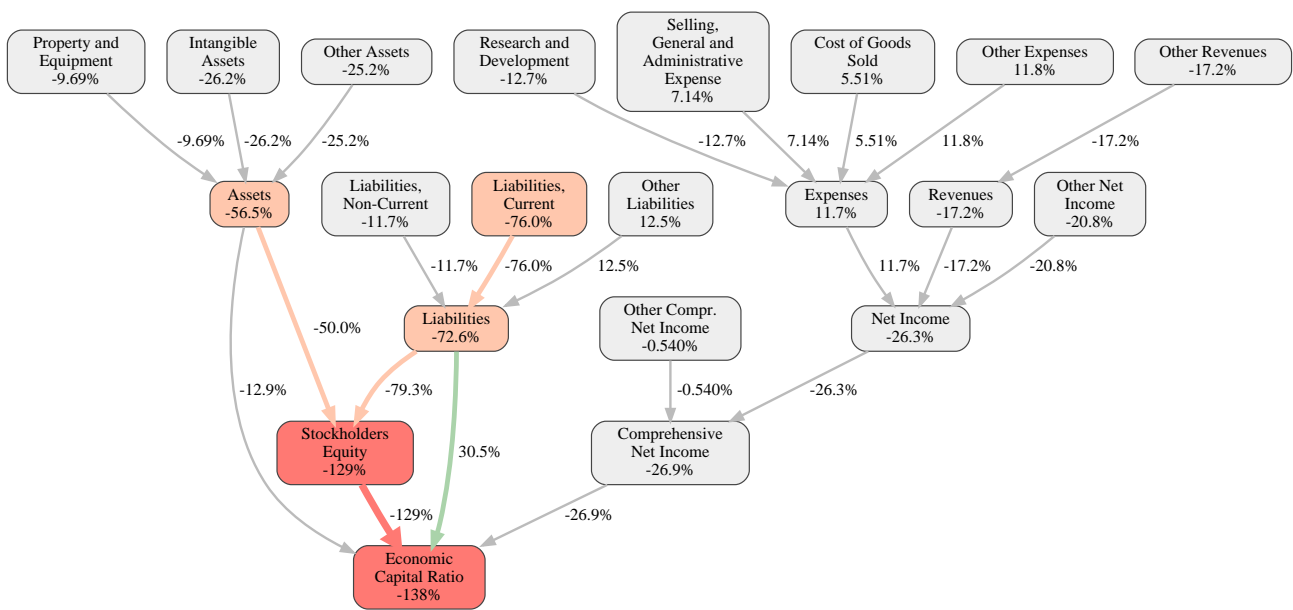 Property and
Equipment
-9.69%
Intangible
Assets
-26.2%
Other Assets
-25.2%
Research and
Development
-12.7%
Selling,
General and
Administrative
Expense
7.14%
Cost of Goods
Sold
5.51%
Other Expenses
11.8%
Other Revenues
-17.2%
-9.69%
-26.2%
-25.2%
-12.7%
7.14%
5.51%
11.8%
-17.2%
Assets
-56.5%
Liabilities,
Non-Current
-11.7%
Liabilities,
Current
-76.0%
Other
Liabilities
12.5%
Expenses
11.7%
Revenues
-17.2%
Other Net
Income
-20.8%
-11.7%
-76.0%
12.5%
11.7%
-17.2%
-20.8%
-50.0%
Liabilities
-72.6%
Other Compr.
Net Income
-0.540%
Net Income
-26.3%
-12.9%
-79.3%
-0.540%
-26.3%
Stockholders
Equity
-129%
30.5%
Comprehensive
Net Income
-26.9%
-129%
-26.9%
Economic
Capital Ratio
-138%